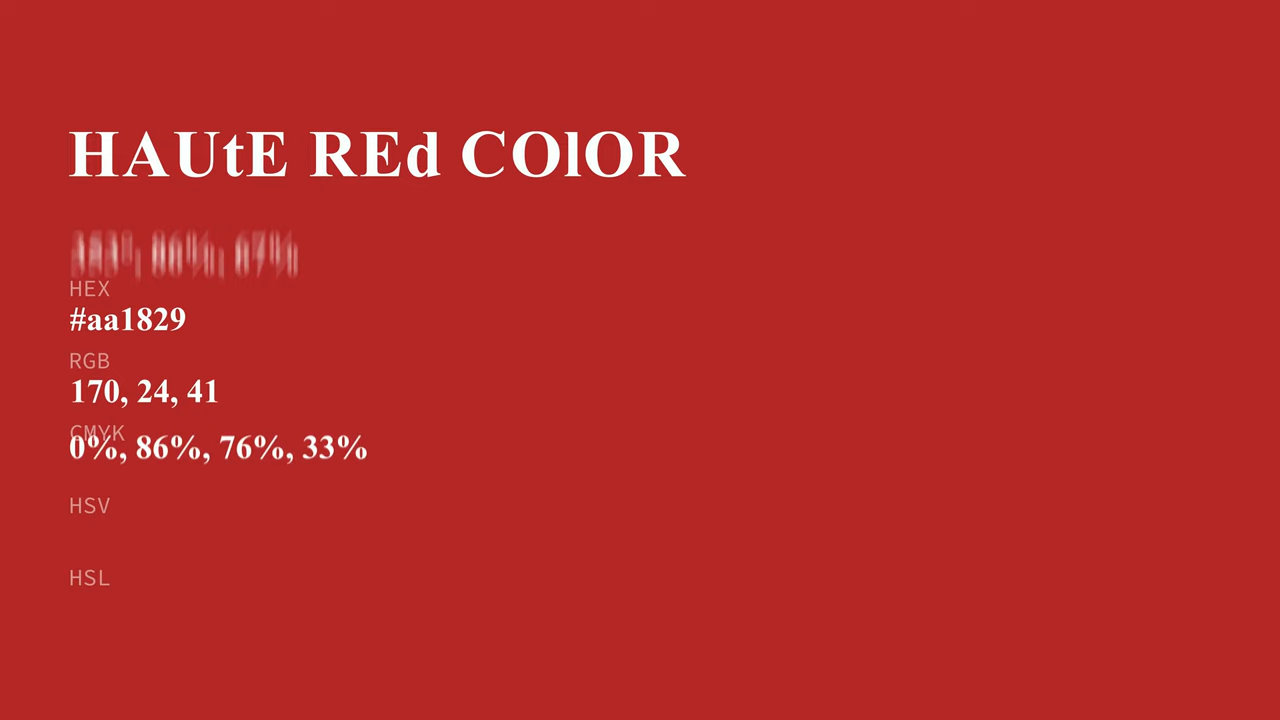 HAUtE REd COlOR
HEX
#aa1829
RGB
170, 24, 41
CMYK
0%, 86%, 76%, 33%
HSV
HSL